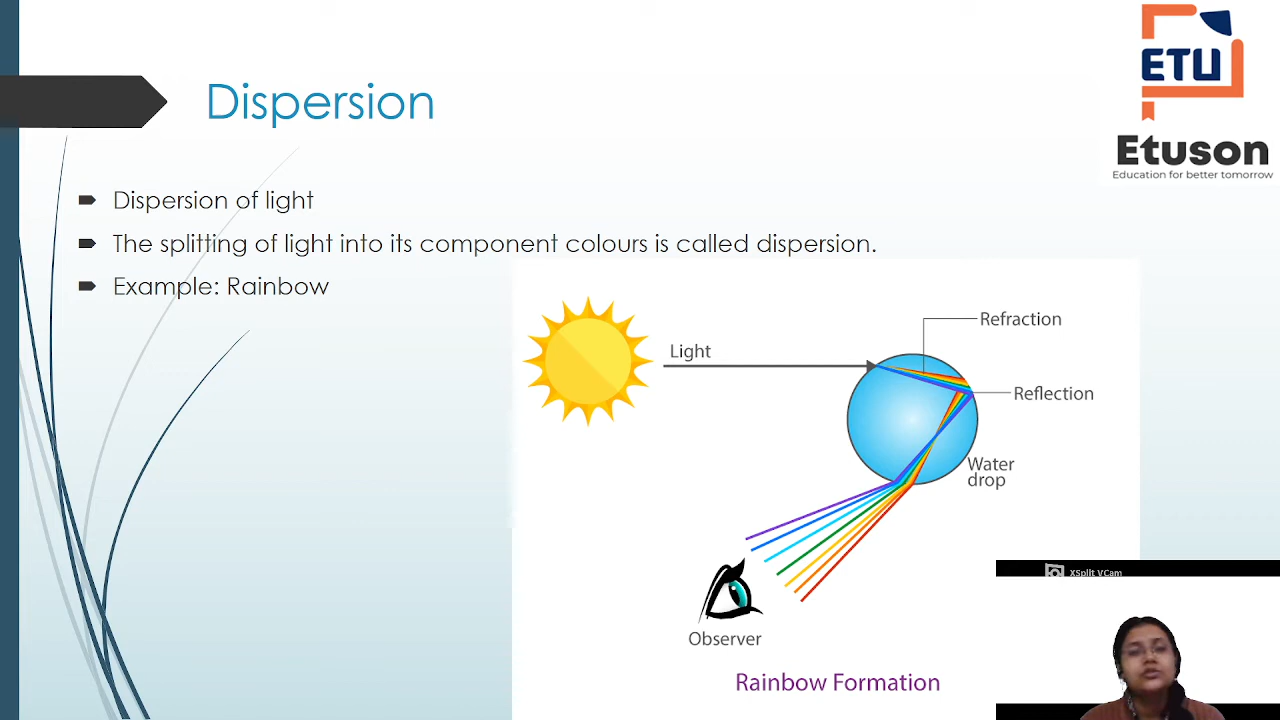 ETU
Etuson
Education for better tomorrow
Dispersion
Dispersion of light
The splitting of light into its component colours is called dispersion.
Example: Rainbow
Refraction
Light
Reflection
Water
drop
Observer
Rainbow Formation
XSplit VCam